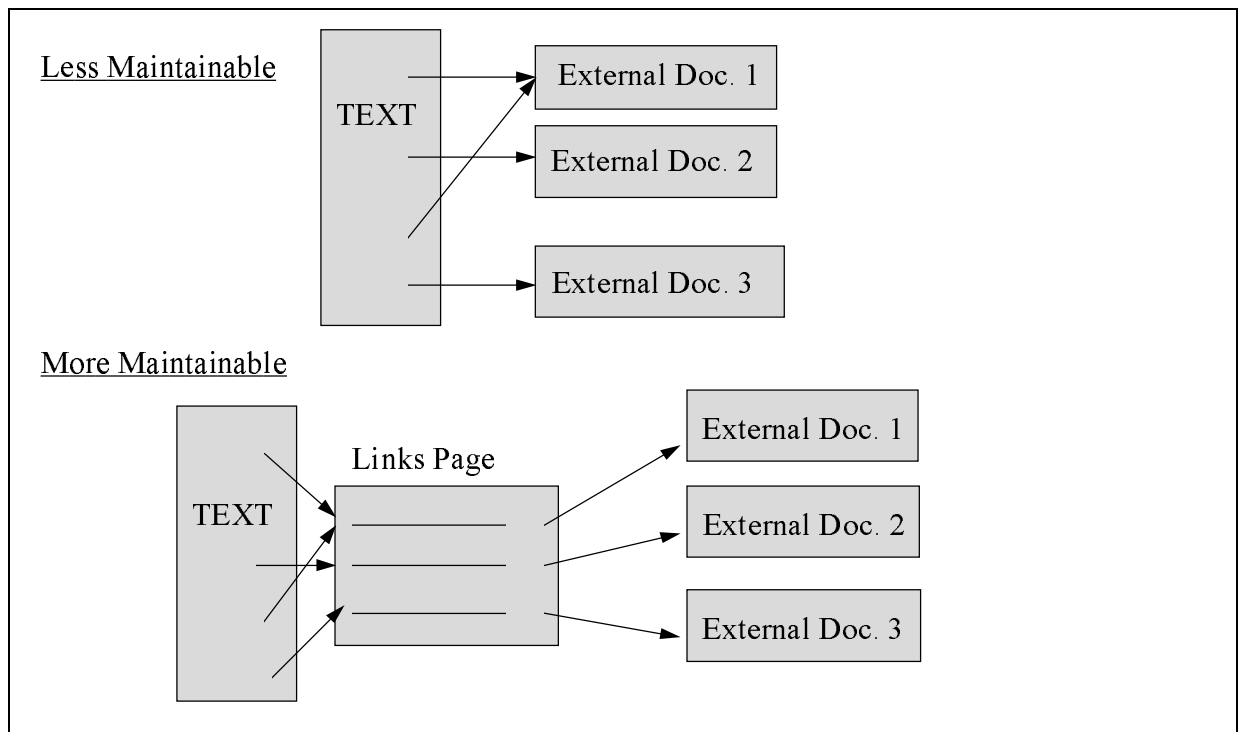 Less Maintainable
TEXT
External Doc. 1
External Doc. 2
External Doc. 3
More Maintainable
TEXT
Links Page
External Doc. 1
External Doc. 2
External Doc. 3